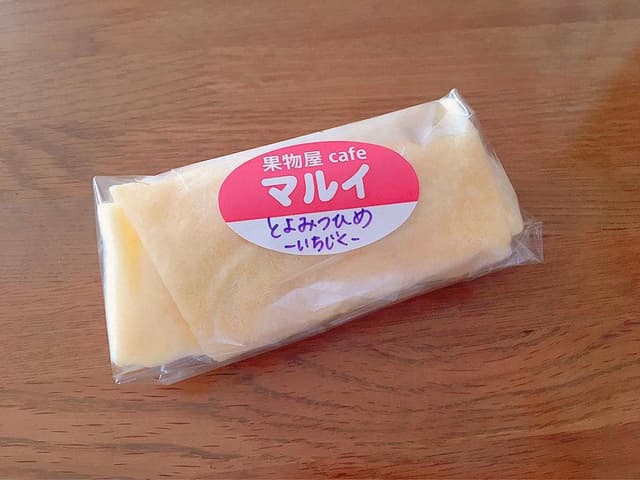 果物屋 cafe
マルイ
とよみつひめ
-いちじく-